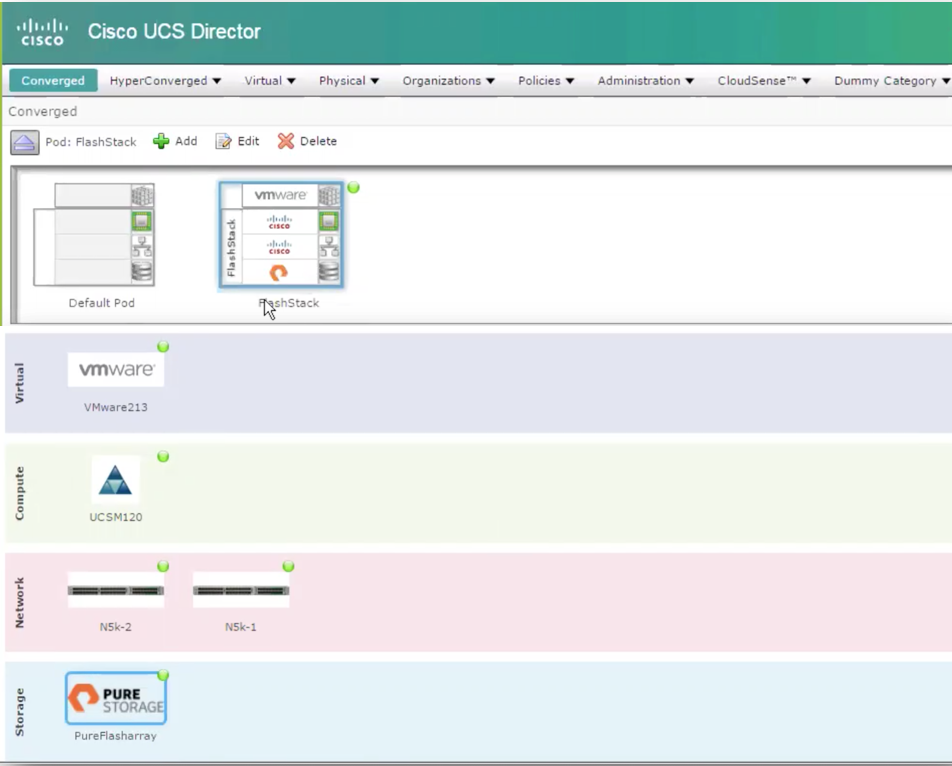 CISCO Cisco UCS Director
Converged HyperConverged Virtual Physical Organizations Policies Administration CloudSense™ Dummy Category
Converged
Pod: FlashStack Add Edit Delete
vmware
FlashStack
CISCO
CISCO
Default Pod FlashStack
Virtual
vmware
VMware213
Compute
UCSM120
Network
N5k-2 N5k-1
Storage
PURE
STORAGE
PureFlasharray